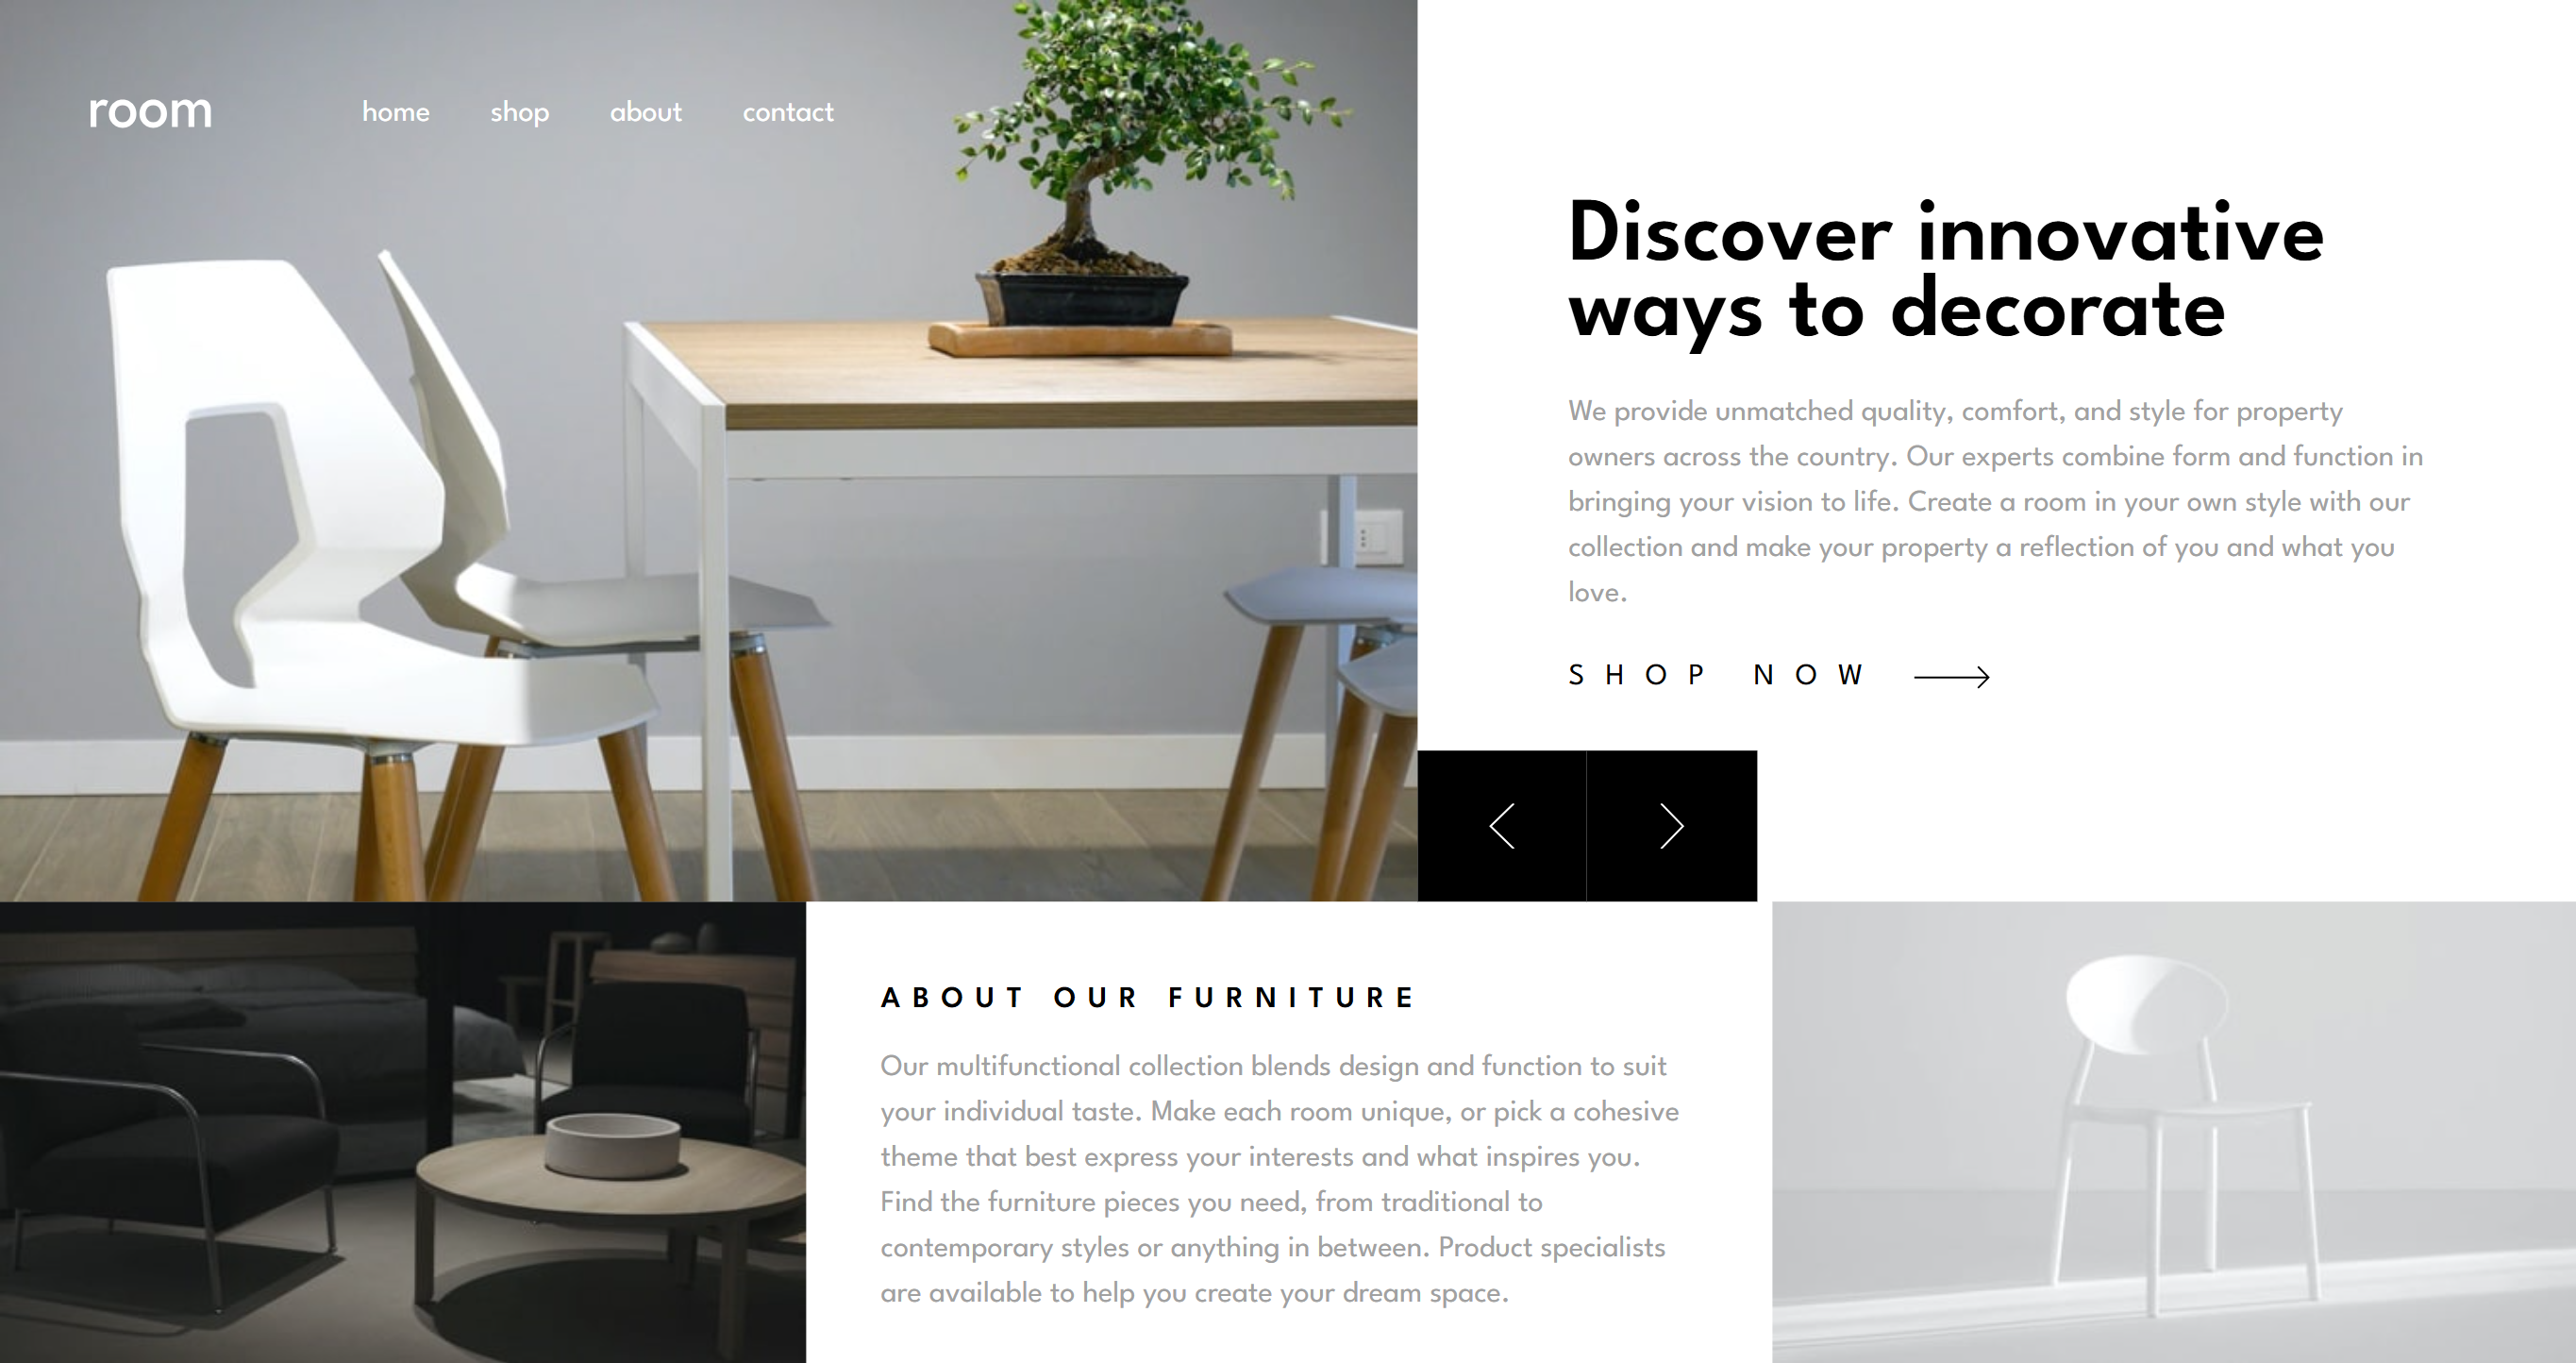 room
home shop about contact
Discover innovative
ways to decorate
We provide unmatched quality, comfort, and style for property
owners across the country. Our experts combine form and function in
bringing your vision to life. Create a room in your own style with our
collection and make your property a reflection of you and what you
love.
SHOP NOW
ABOUT OUR FURNITURE
Our multifunctional collection blends design and function to suit
your individual taste. Make each room unique, or pick a cohesive
theme that best express your interests and what inspires you.
Find the furniture pieces you need, from traditional to
contemporary styles or anything in between. Product specialists
are available to help you create your dream space.